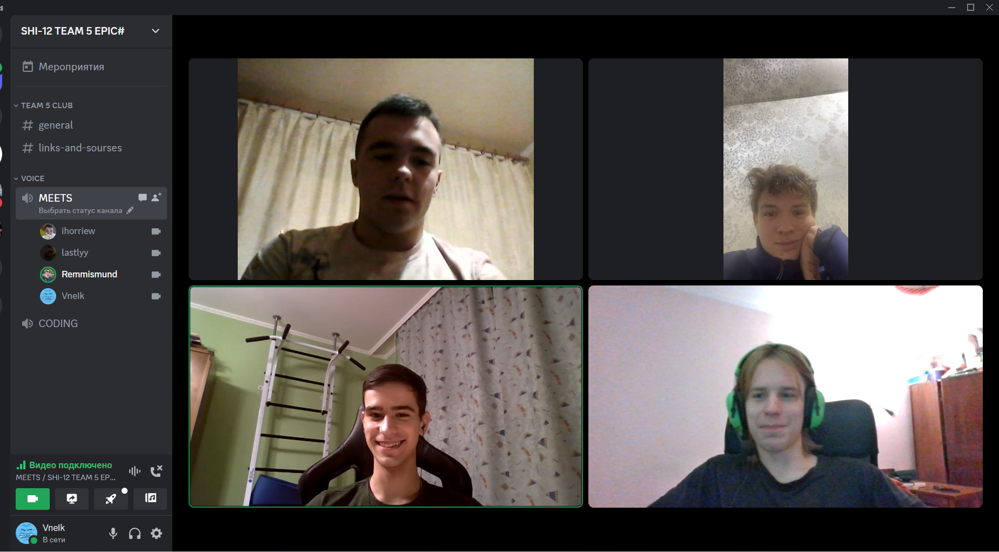 SHI-12 TEAM 5 EPIC#
Мероприятия
TEAM 5 CLUB
general
links-and-sourses
VOICE
MEETS
Выбрать статус канала
ihorriew
lastlyy
Remmismund
Vnelk
CODING
Видео подключено
MEETS / SHI-12 TEAM 5 EP...
Vnelk
В сети